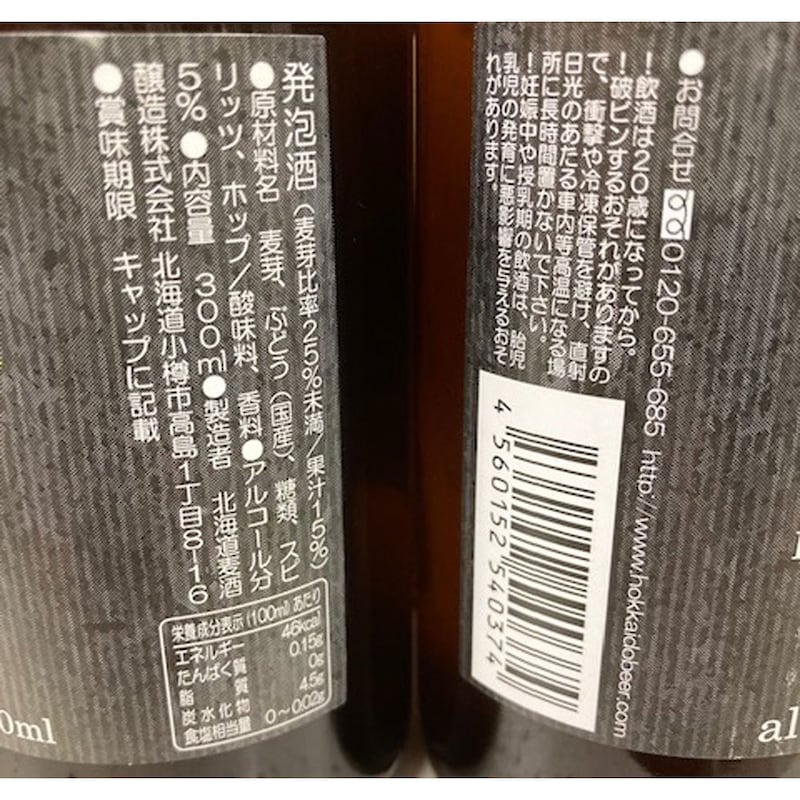 発泡酒(麦芽比率25%未満/果汁15%)
●原材料名 麦芽、ぶどう(国産)、糖類、スピ
リッツ、ホップ/酸味料、香料●アルコール分
5%●内容量 300ml●製造者 北海道麦酒
醸造株式会社 北海道小樽市高島1丁目8-16
●賞味期限 キャップに記載
栄養成分表示(100ml)あたり
エネルギー 46kcal
たんぱく質 0.15g
脂質 0g
炭水化物 4.5g
食塩相当量 0～0.02g
0ml
●お問合せ 0120-655-685 http://www.hokkaidobeer.com
!飲酒は20歳になってから。
!破ビンするおそれがありますの
で、衝撃や冷凍保管を避け、直射
日光のあたる車内等高温になる場
所に長時間置かないで下さい。
!妊娠中や授乳期の飲酒は、胎児
乳児の発育に悪影響を与えるおそ
れがあります。
4 560152 540374
al